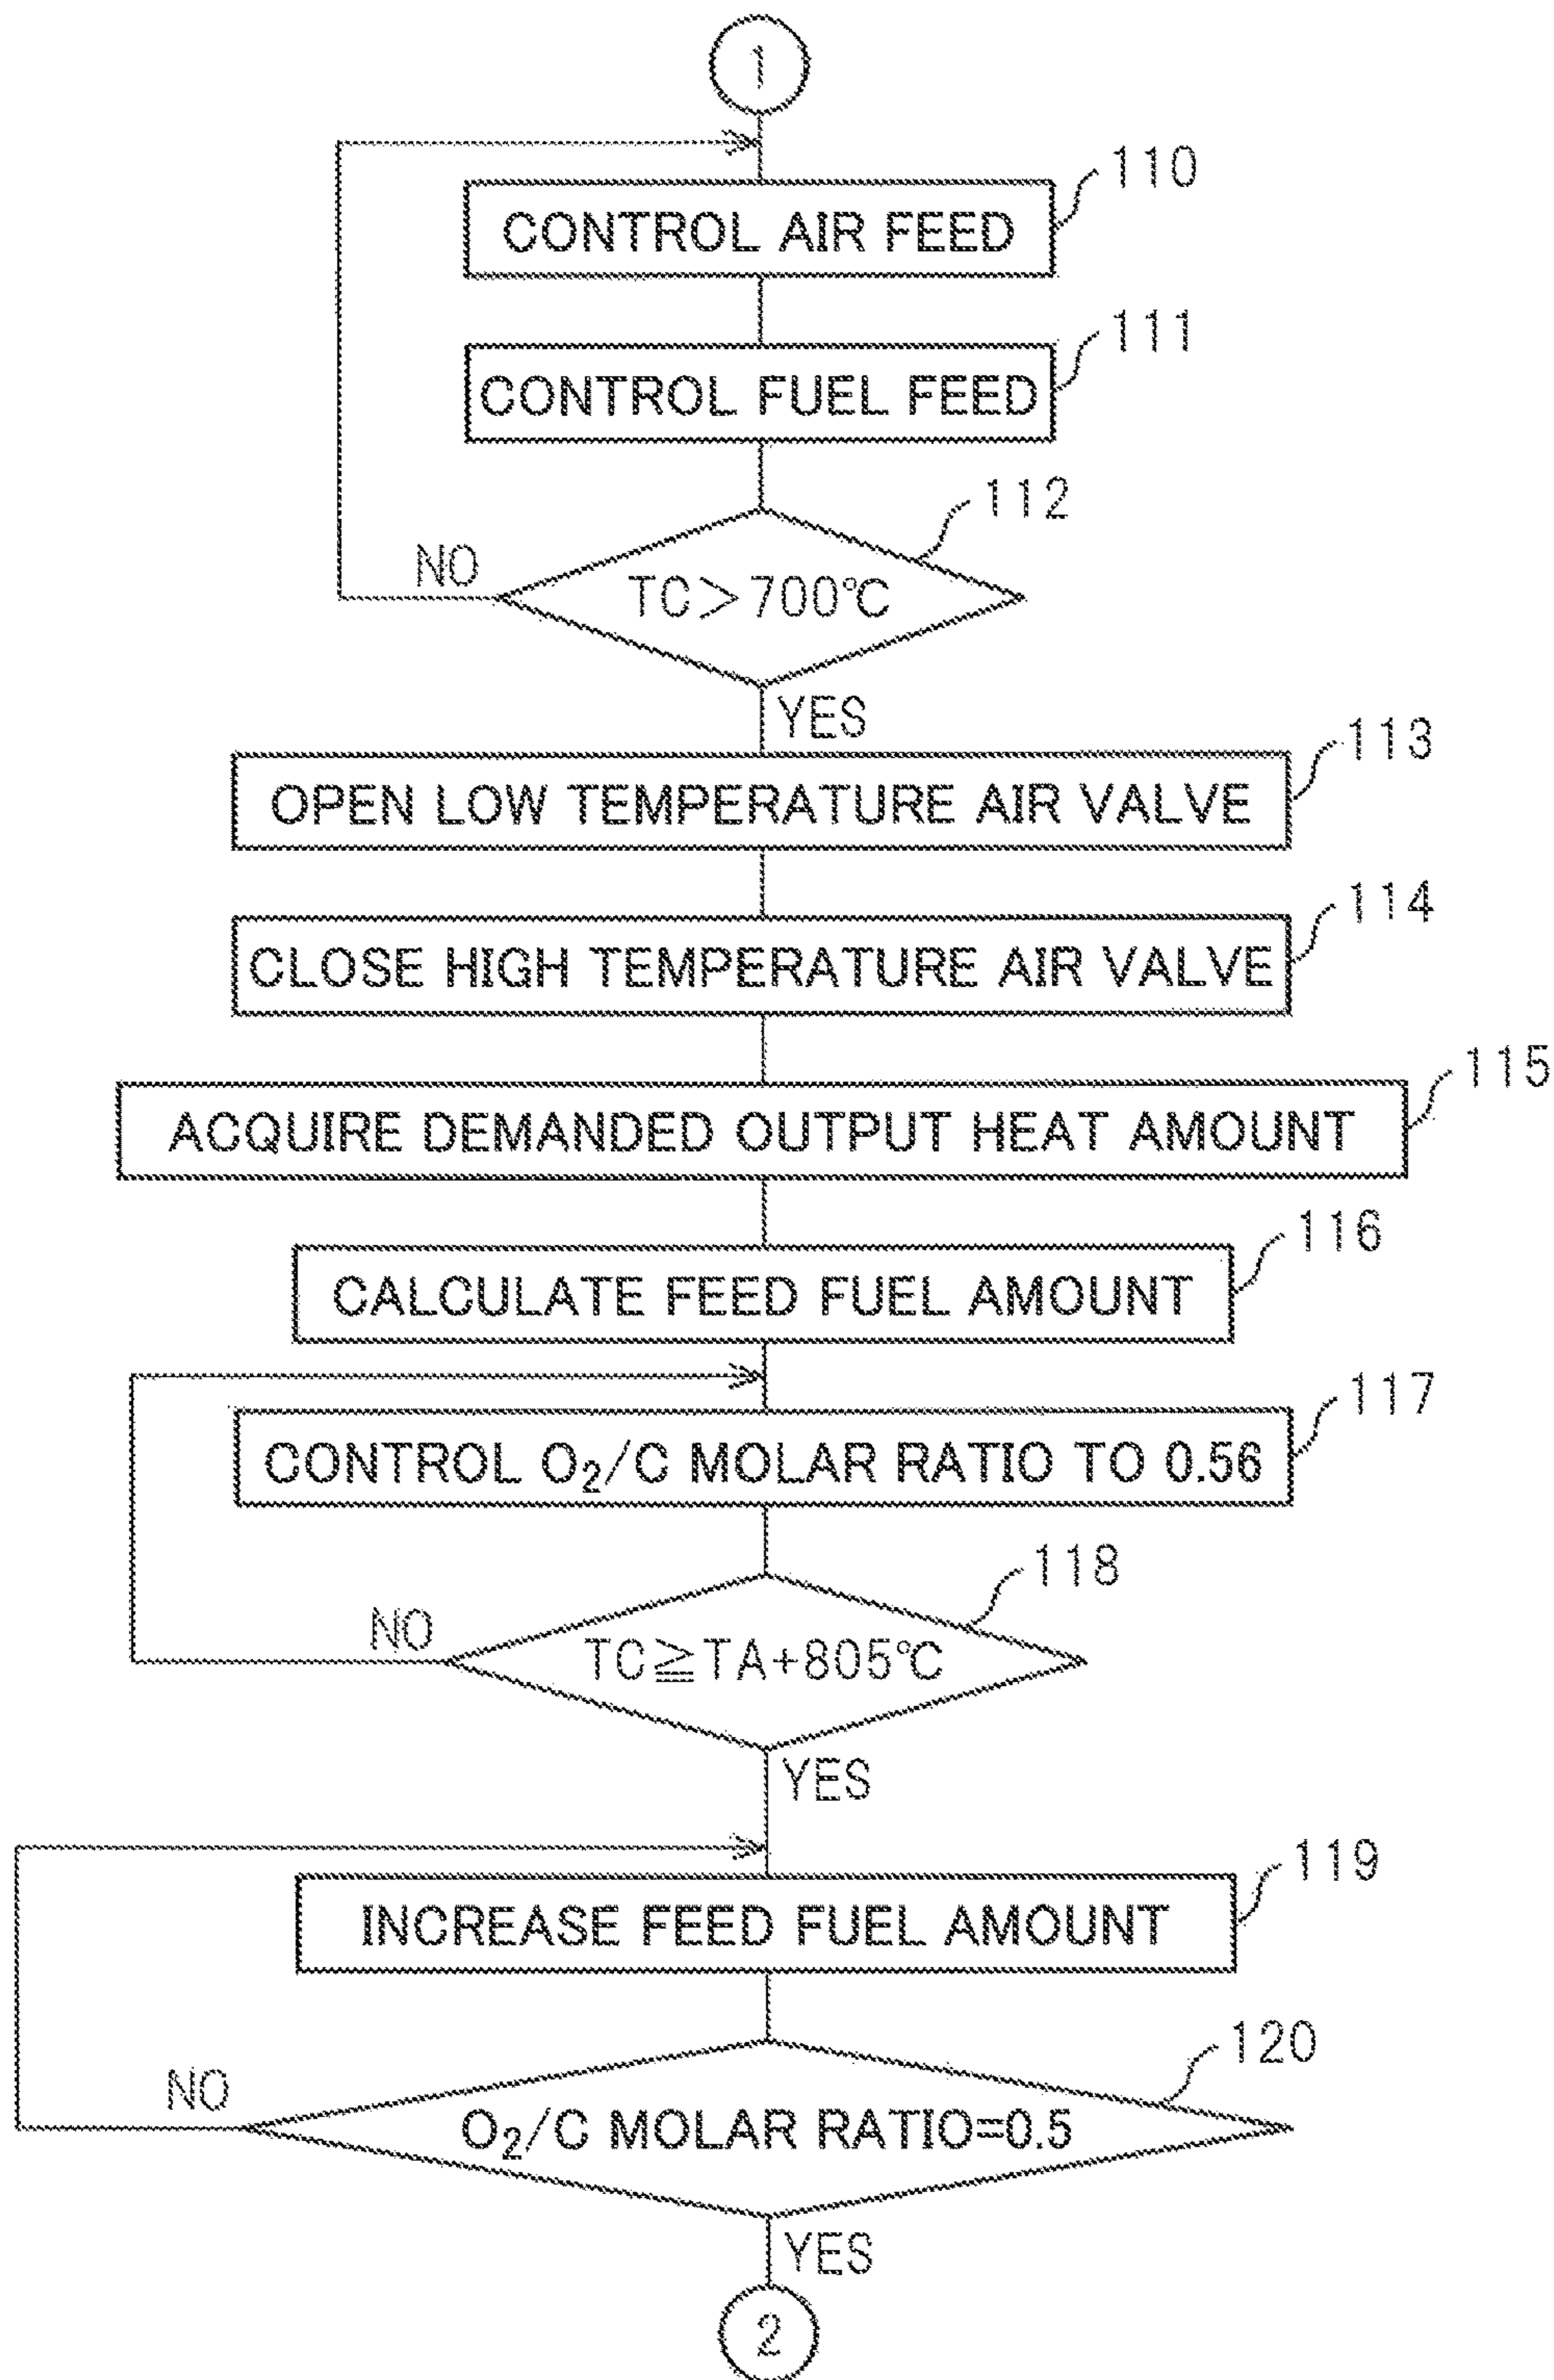 1
110
CONTROL AIR FEED
111
CONTROL FUEL FEED
112
NO
TC>700℃
YES
113
OPEN LOW TEMPERATURE AIR VALVE
114
CLOSE HIGH TEMPERATURE AIR VALVE
115
ACQUIRE DEMANDED OUTPUT HEAT AMOUNT
116
CALCULATE FEED FUEL AMOUNT
117
CONTROL O₂/C MOLAR RATIO TO 0.56
118
NO
TC≧TA+805℃
YES
119
INCREASE FEED FUEL AMOUNT
120
NO
O₂/C MOLAR RATIO=0.5
YES
2